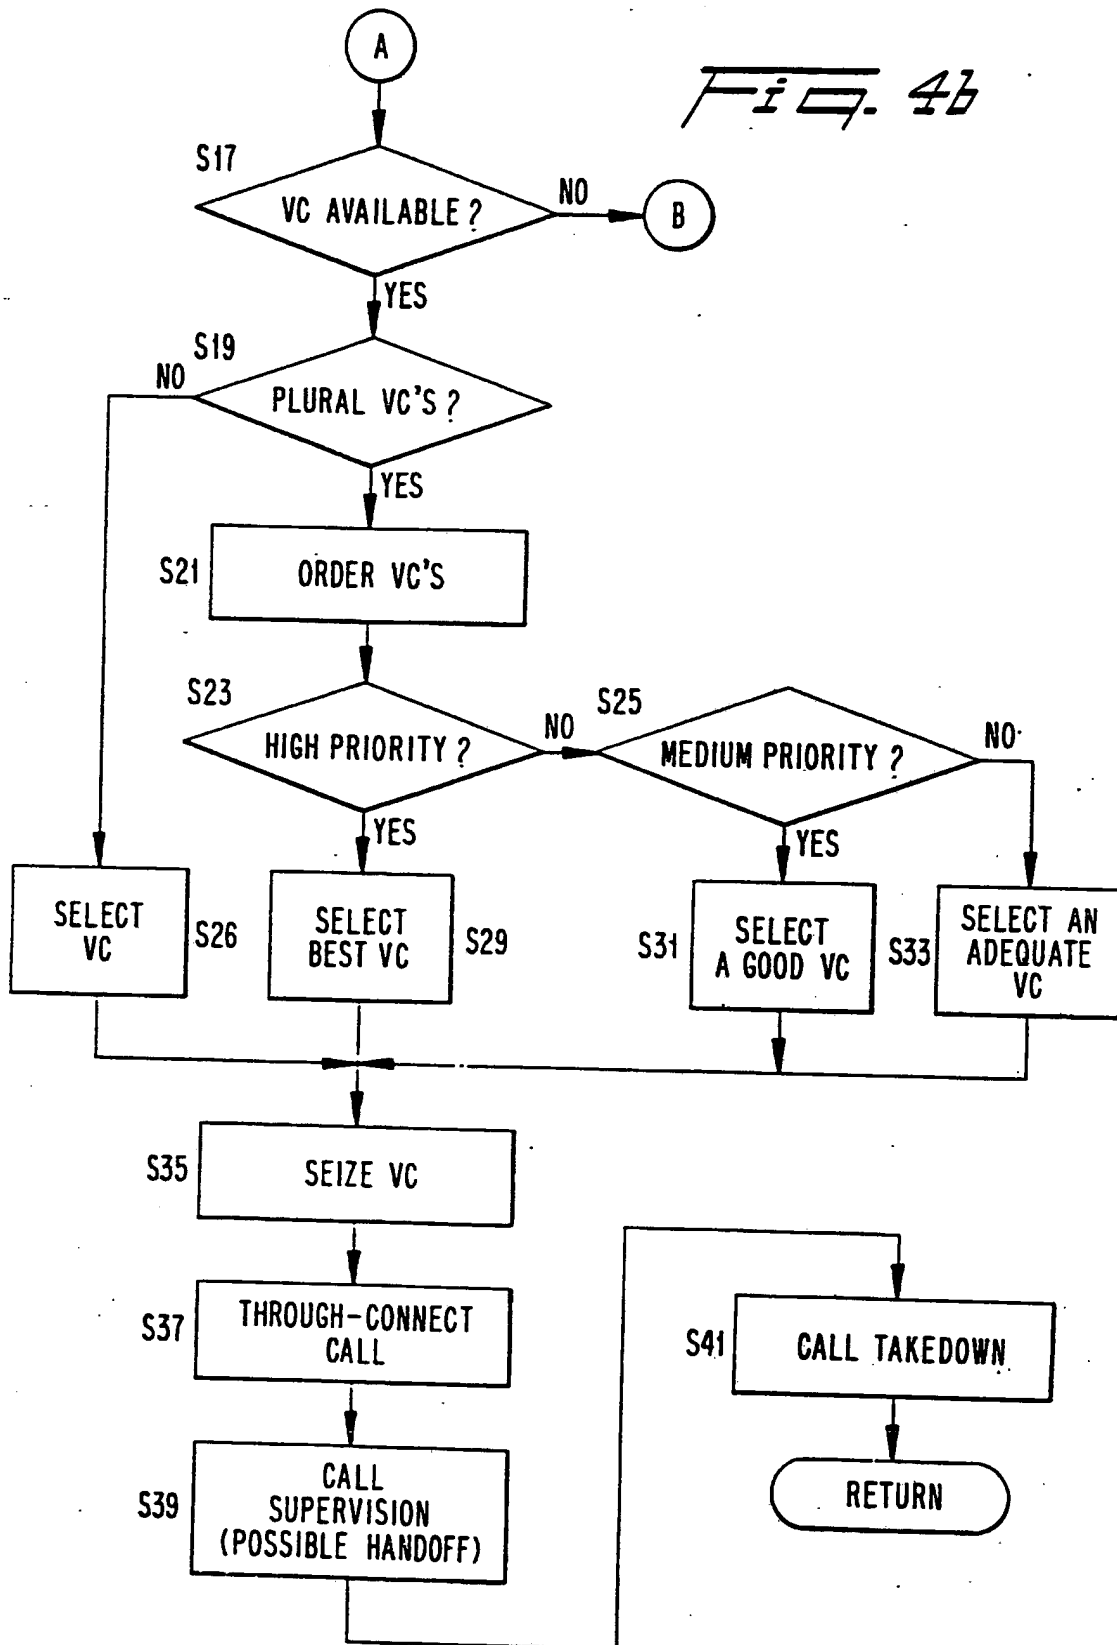 A
Fig. 4b
S17
VC AVAILABLE?
NO
B
YES
S19
NO
PLURAL VC'S?
YES
S21
ORDER VC'S
S23
HIGH PRIORITY?
NO
S25
MEDIUM PRIORITY?
NO
YES
YES
SELECT
VC
S26
SELECT
BEST VC
S29
S31
SELECT
A GOOD VC
S33
SELECT AN
ADEQUATE
VC
S35
SEIZE VC
S37
THROUGH-CONNECT
CALL
S39
CALL
SUPERVISION
(POSSIBLE HANDOFF)
S41
CALL TAKEDOWN
RETURN